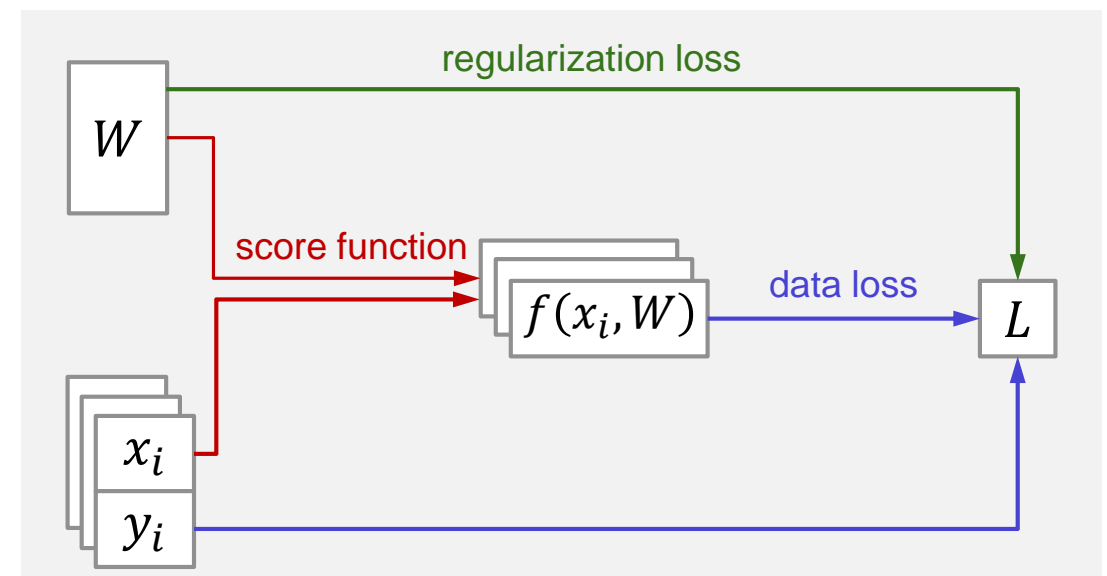 regularization loss
W
score function
data loss
f(x_i, W)
L
x_i
y_i